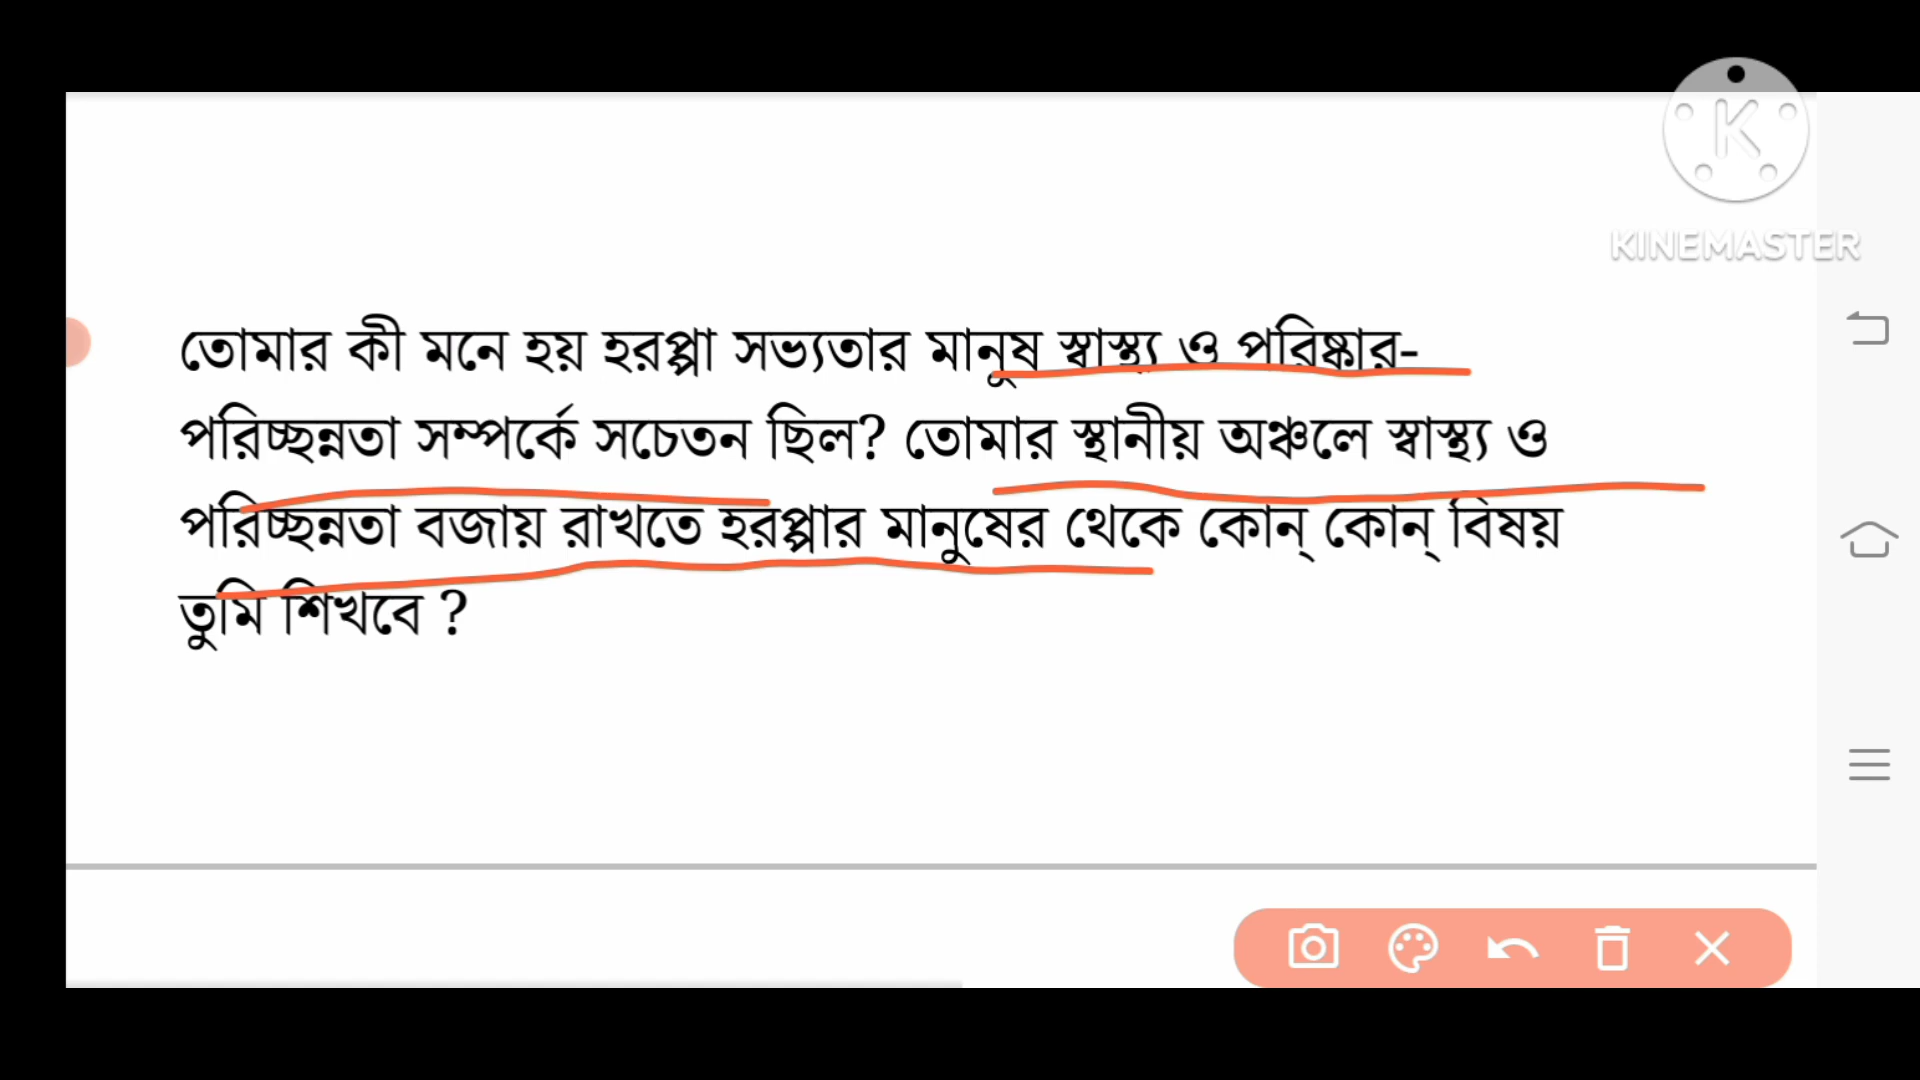 KINEMASTER
তোমার কী মনে হয় হরপ্পা সভ্যতার মানুষ স্বাস্থ্য ও পরিষ্কার-
পরিচ্ছন্নতা সম্পর্কে সচেতন ছিল? তোমার স্থানীয় অঞ্চলে স্বাস্থ্য ও
পরিচ্ছন্নতা বজায় রাখতে হরপ্পার মানুষের থেকে কোন্ কোন্ বিষয়
তুমি শিখবে ?